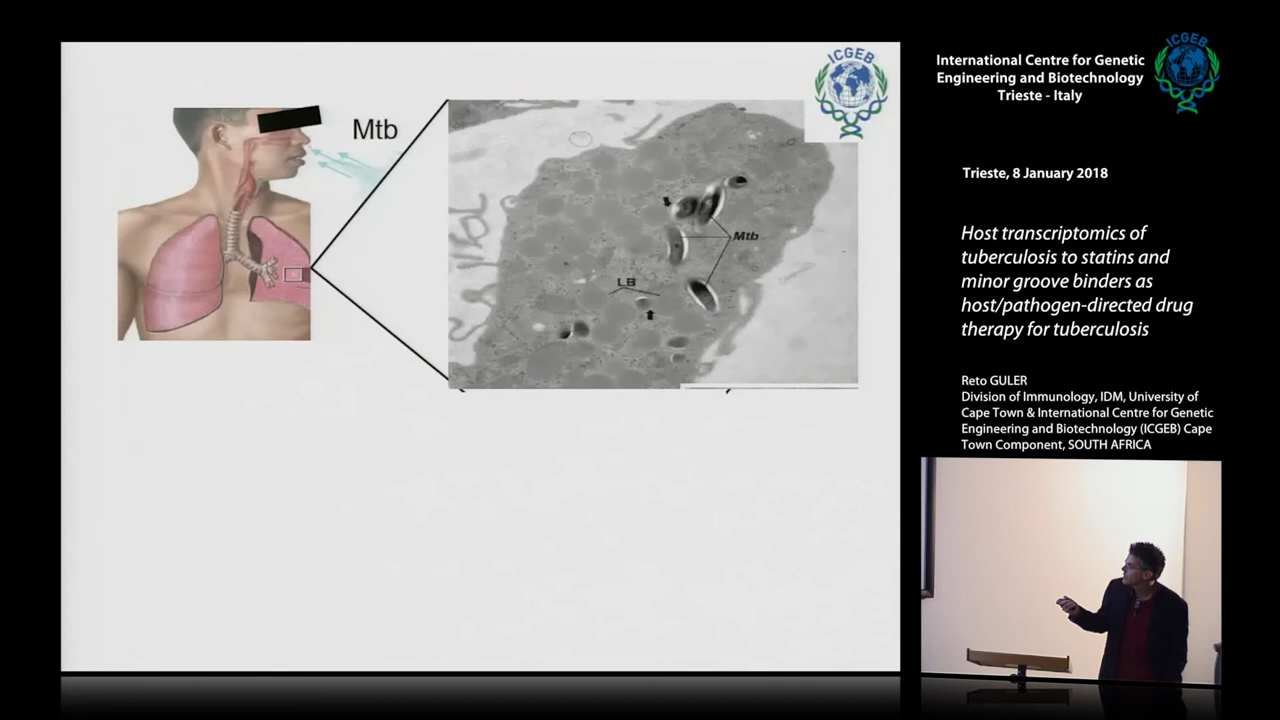 Mtb
ICGEB
Mtb
LB
International Centre for Genetic
Engineering and Biotechnology
Trieste - Italy
ICGEB
Trieste, 8 January 2018
Host transcriptomics of
tuberculosis to statins and
minor groove binders as
host/pathogen-directed drug
therapy for tuberculosis
Reto GULER
Division of Immunology, IDM, University of
Cape Town & International Centre for Genetic
Engineering and Biotechnology (ICGEB) Cape
Town Component, SOUTH AFRICA